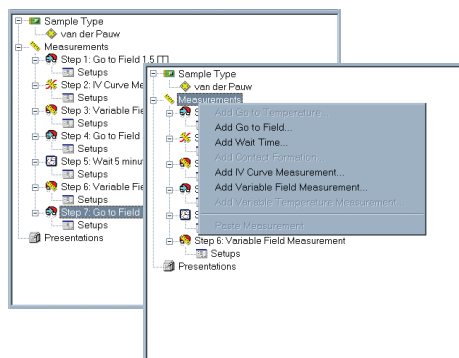 Sample Type
van der Pauw
Measurements
Step 1: Go to Field 1.5 [T]
Setups
Step 2: IV Curve Me
Setups
Step 3: Variable Fie
Setups
Step 4: Go to Field
Setups
Step 5: Wait 5 minu
Setups
Step 6: Variable Fie
Setups
Step 7: Go to Field
Setups
Presentations
Sample Type
van der Pauw
Measurements
Add Go to Temperature...
Add Go to Field...
Add Wait Time...
Add Contact Formation...
Add IV Curve Measurement...
Add Variable Field Measurement...
Add Variable Temperature Measurement...
Paste Measurement
Step 6: Variable Field Measurement
Setups
Presentations